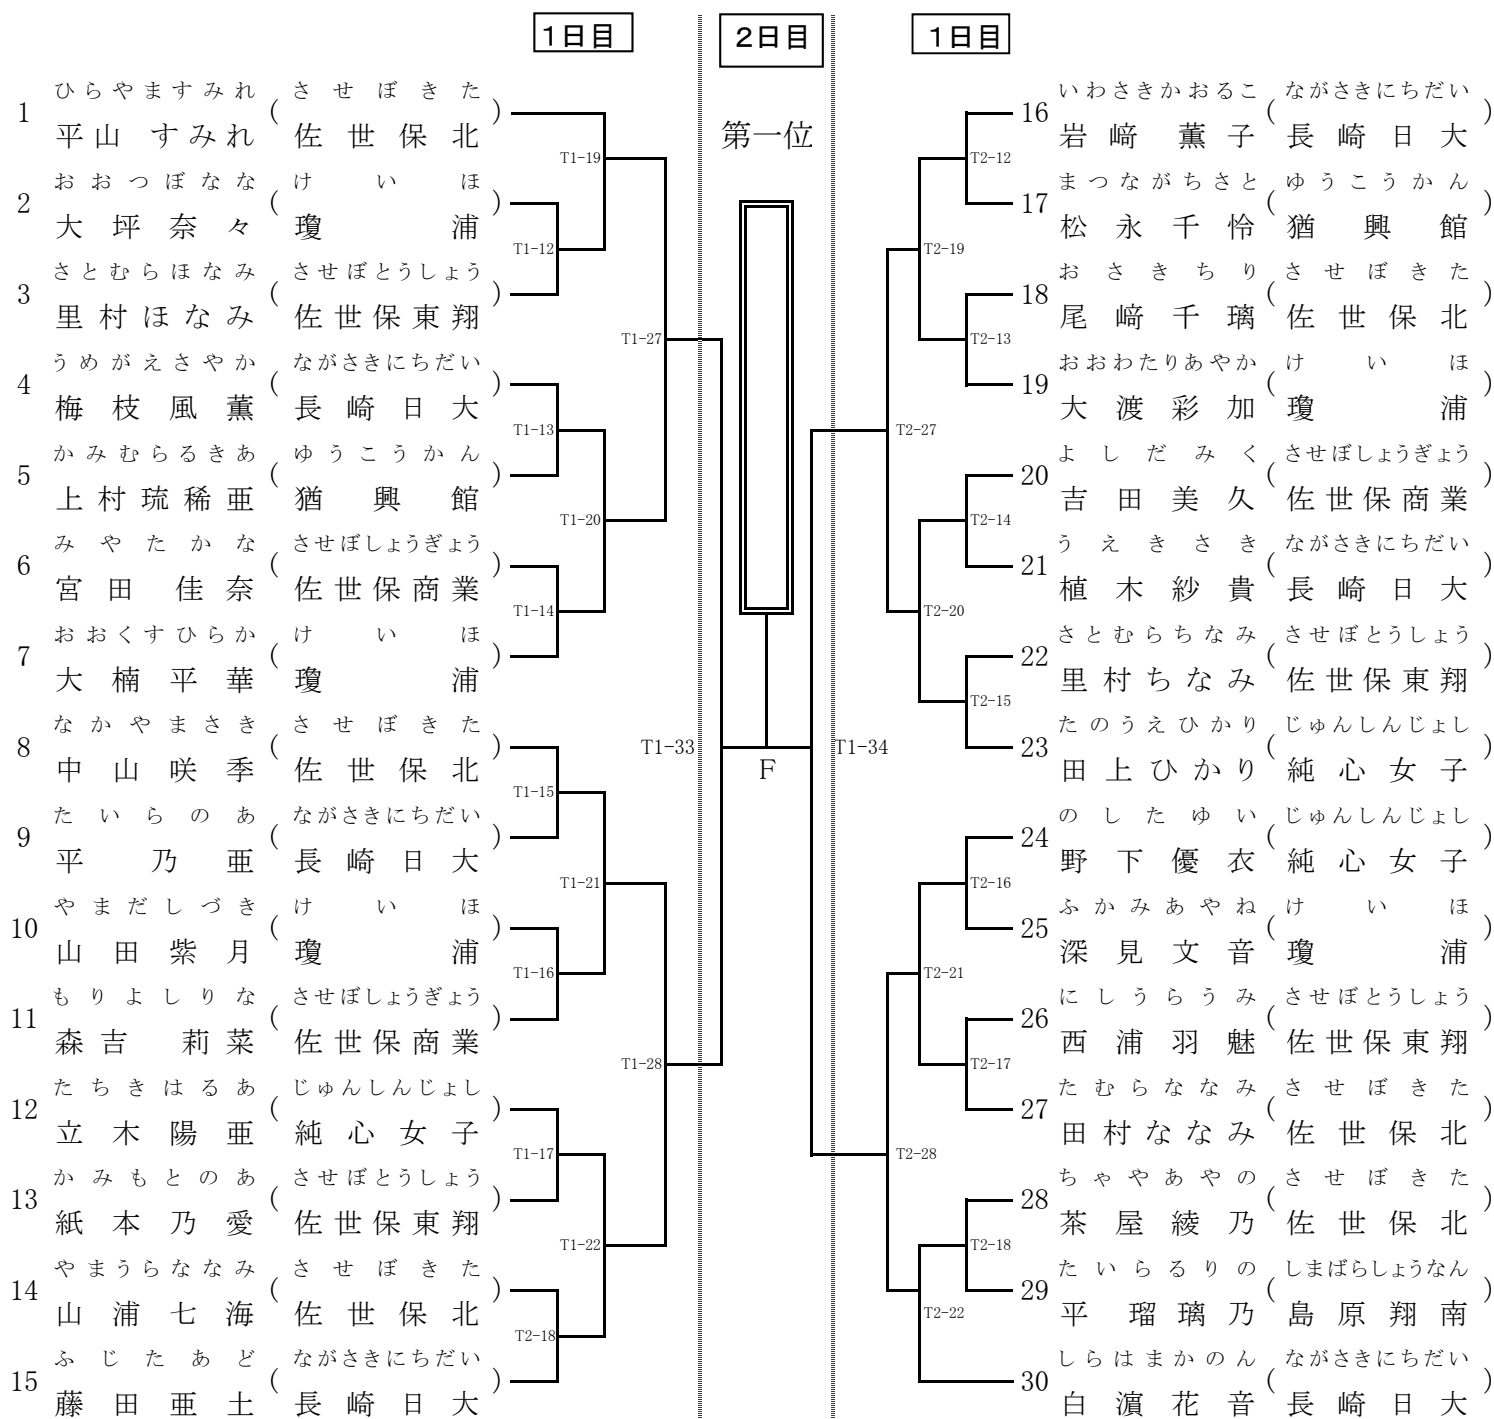 1日目
2日目
1日目
第一位
ひらやますみれ させぼきた
1 平山 すみれ ( 佐世保北 )
T1-19
おおつぼなな けいほ
2 大坪奈々 ( 瓊浦 )
T1-12
さとむらほなみ させぼとうしょう
3 里村ほなみ ( 佐世保東翔 )
T1-27
うめがえさやか ながさきにちだい
4 梅枝風薫 ( 長崎日大 )
T1-13
かみむらるきあ ゆうこうかん
5 上村琉稀亜 ( 猶興館 )
T1-20
みやたかな させぼしょうぎょう
6 宮田 佳奈 ( 佐世保商業 )
T1-14
おおくすひらか けいほ
7 大楠平華 ( 瓊浦 )
なかやまさき させぼきた
8 中山咲季 ( 佐世保北 )
T1-33
T1-15
たいらのあ ながさきにちだい
9 平乃亜 ( 長崎日大 )
T1-21
やまだしづき けいほ
10 山田紫月 ( 瓊浦 )
T1-16
もりよしりな させぼしょうぎょう
11 森吉 莉菜 ( 佐世保商業 )
T1-28
たちきはるあ じゅんしんじょし
12 立木陽亜 ( 純心女子 )
T1-17
かみもとのあ させぼとうしょう
13 紙本乃愛 ( 佐世保東翔 )
T1-22
やまうらななみ させぼきた
14 山浦七海 ( 佐世保北 )
T2-18
ふじたあど ながさきにちだい
15 藤田亜土 ( 長崎日大 )
F
いわさきかおるこ ながさきにちだい
16 岩﨑 薫子 ( 長崎日大 )
T2-12
まつながちさと ゆうこうかん
17 松永千怜 ( 猶興館 )
T2-19
おさきちり させぼきた
18 尾﨑千璃 ( 佐世保北 )
T2-13
おおわたりあやか けいほ
19 大渡彩加 ( 瓊浦 )
T2-27
よしだみく させぼしょうぎょう
20 吉田美久 ( 佐世保商業 )
T2-14
うえきさき ながさきにちだい
21 植木紗貴 ( 長崎日大 )
T2-20
さとむらちなみ させぼとうしょう
22 里村ちなみ ( 佐世保東翔 )
T2-15
たのうえひかり じゅんしんじょし
23 田上ひかり ( 純心女子 )
T1-34
のしたゆい じゅんしんじょし
24 野下優衣 ( 純心女子 )
T2-16
ふかみあやね けいほ
25 深見文音 ( 瓊浦 )
T2-21
にしうらうみ させぼとうしょう
26 西浦羽魅 ( 佐世保東翔 )
T2-17
たむらななみ させぼきた
27 田村ななみ ( 佐世保北 )
T2-28
ちゃやあやの させぼきた
28 茶屋綾乃 ( 佐世保北 )
T2-18
たいらるりの しまばらしょうなん
29 平瑠璃乃 ( 島原翔南 )
T2-22
しらはまかのん ながさきにちだい
30 白濵花音 ( 長崎日大 )